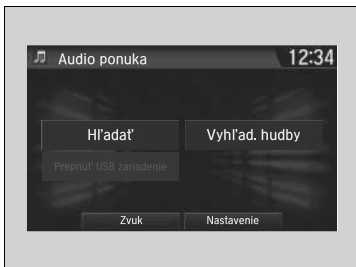 Audio ponuka
12:34
Hľadať
Vyhľad. hudby
Prepnúť USB zariadenie
Zvuk
Nastavenie